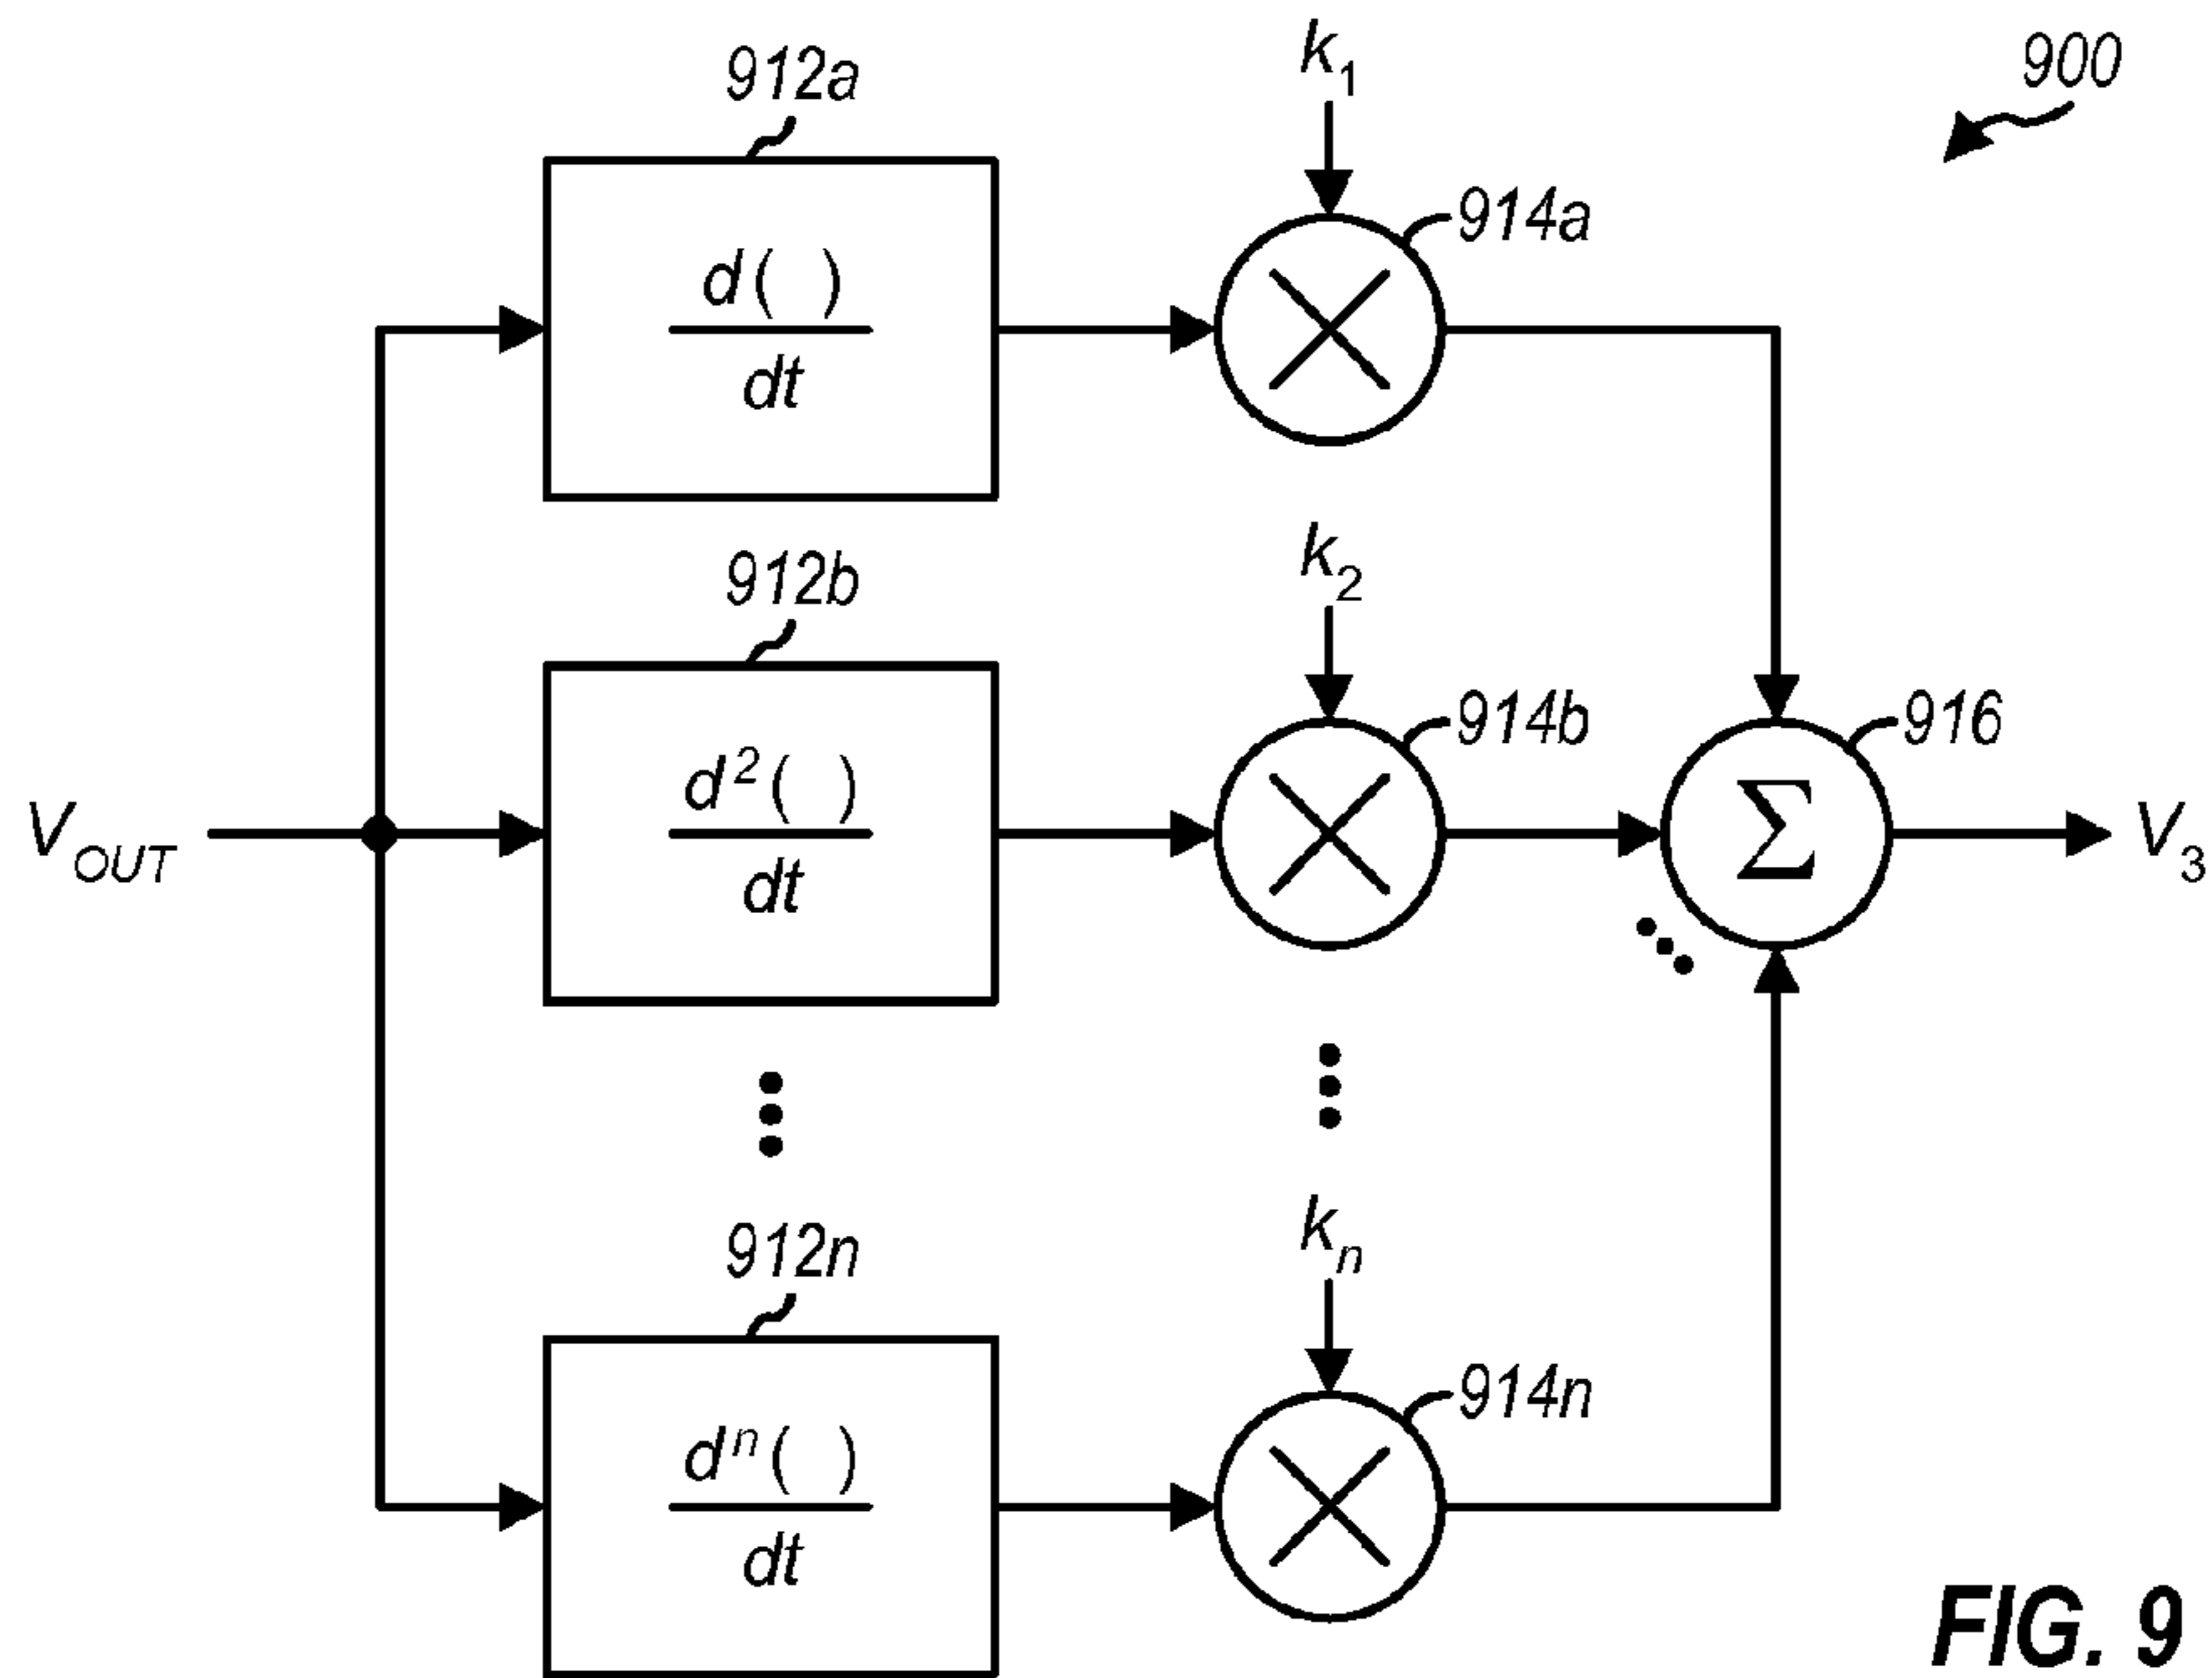 900
912a
k₁
d( )
dt
914a
912b
k₂
d²( )
dt
914b
916
V_OUT
Σ
V₃
912n
kₙ
dⁿ( )
dt
914n
FIG. 9